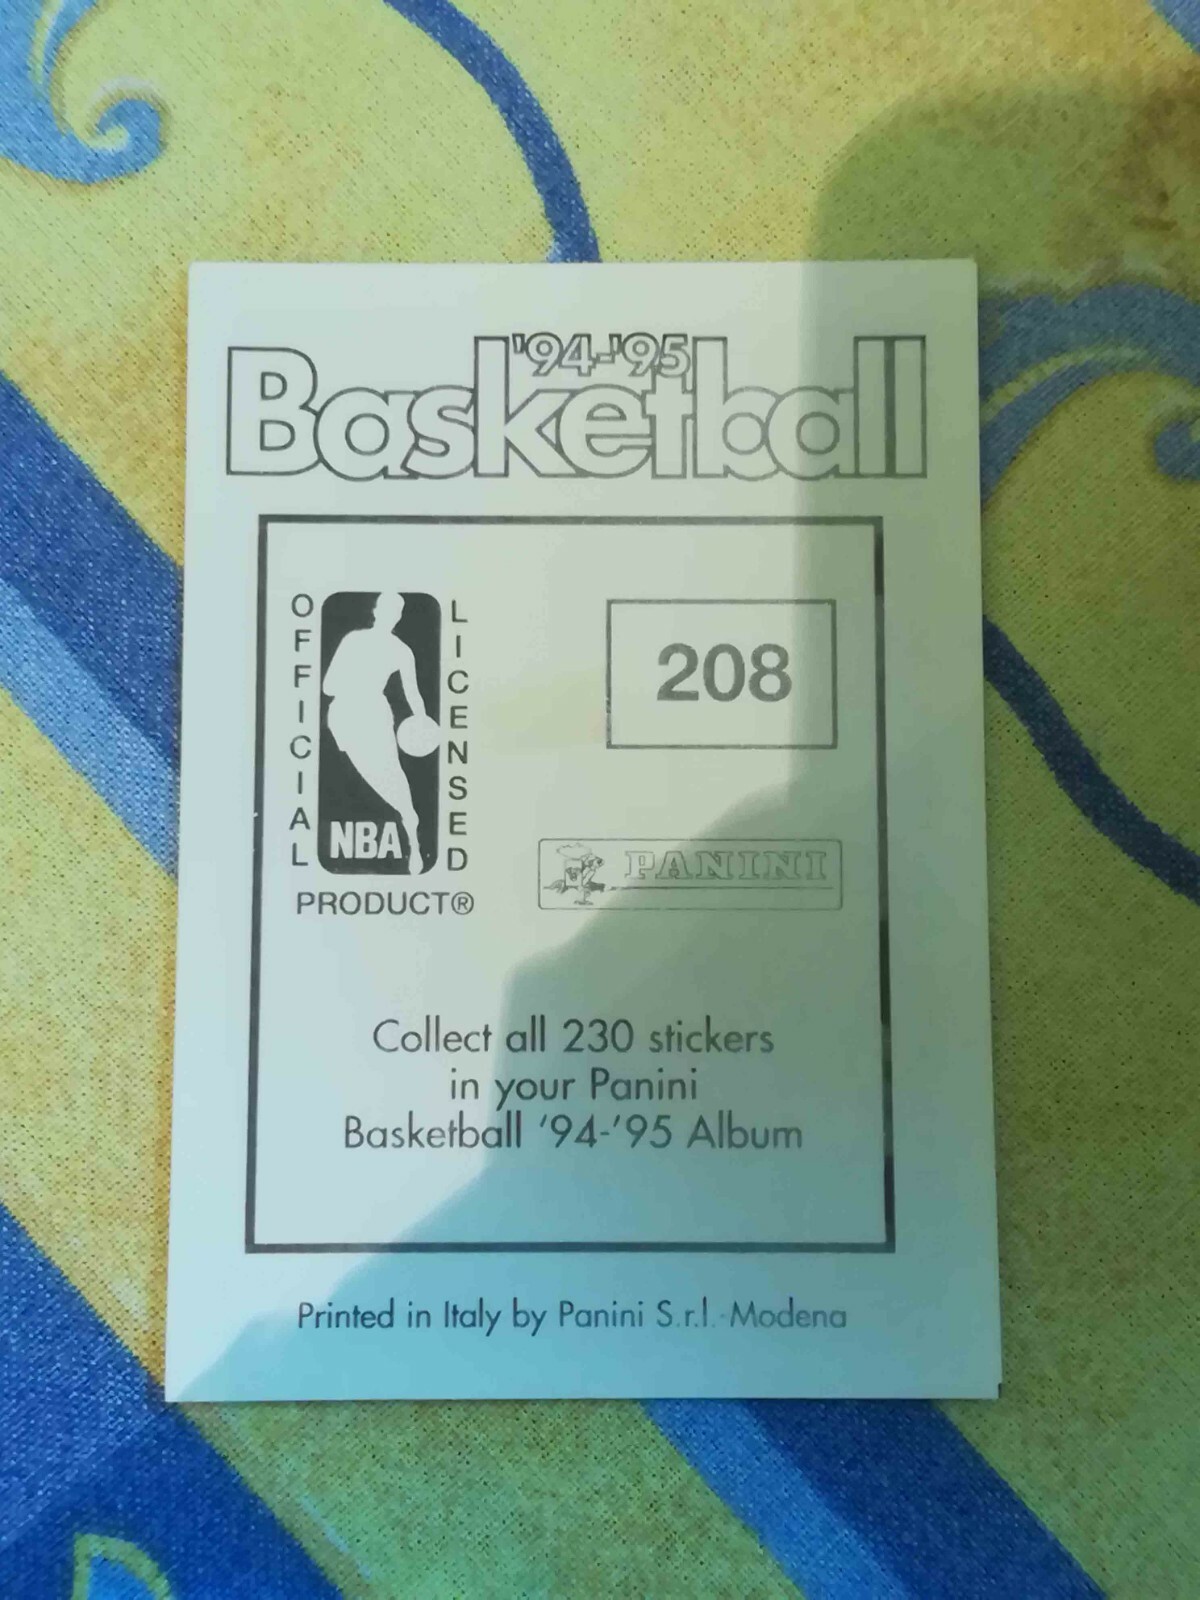 '94-'95
Basketball
OFFICIAL
LICENSED
NBA
PRODUCT®
208
PANINI
Collect all 230 stickers
in your Panini
Basketball '94-'95 Album
Printed in Italy by Panini S.r.l.-Modena